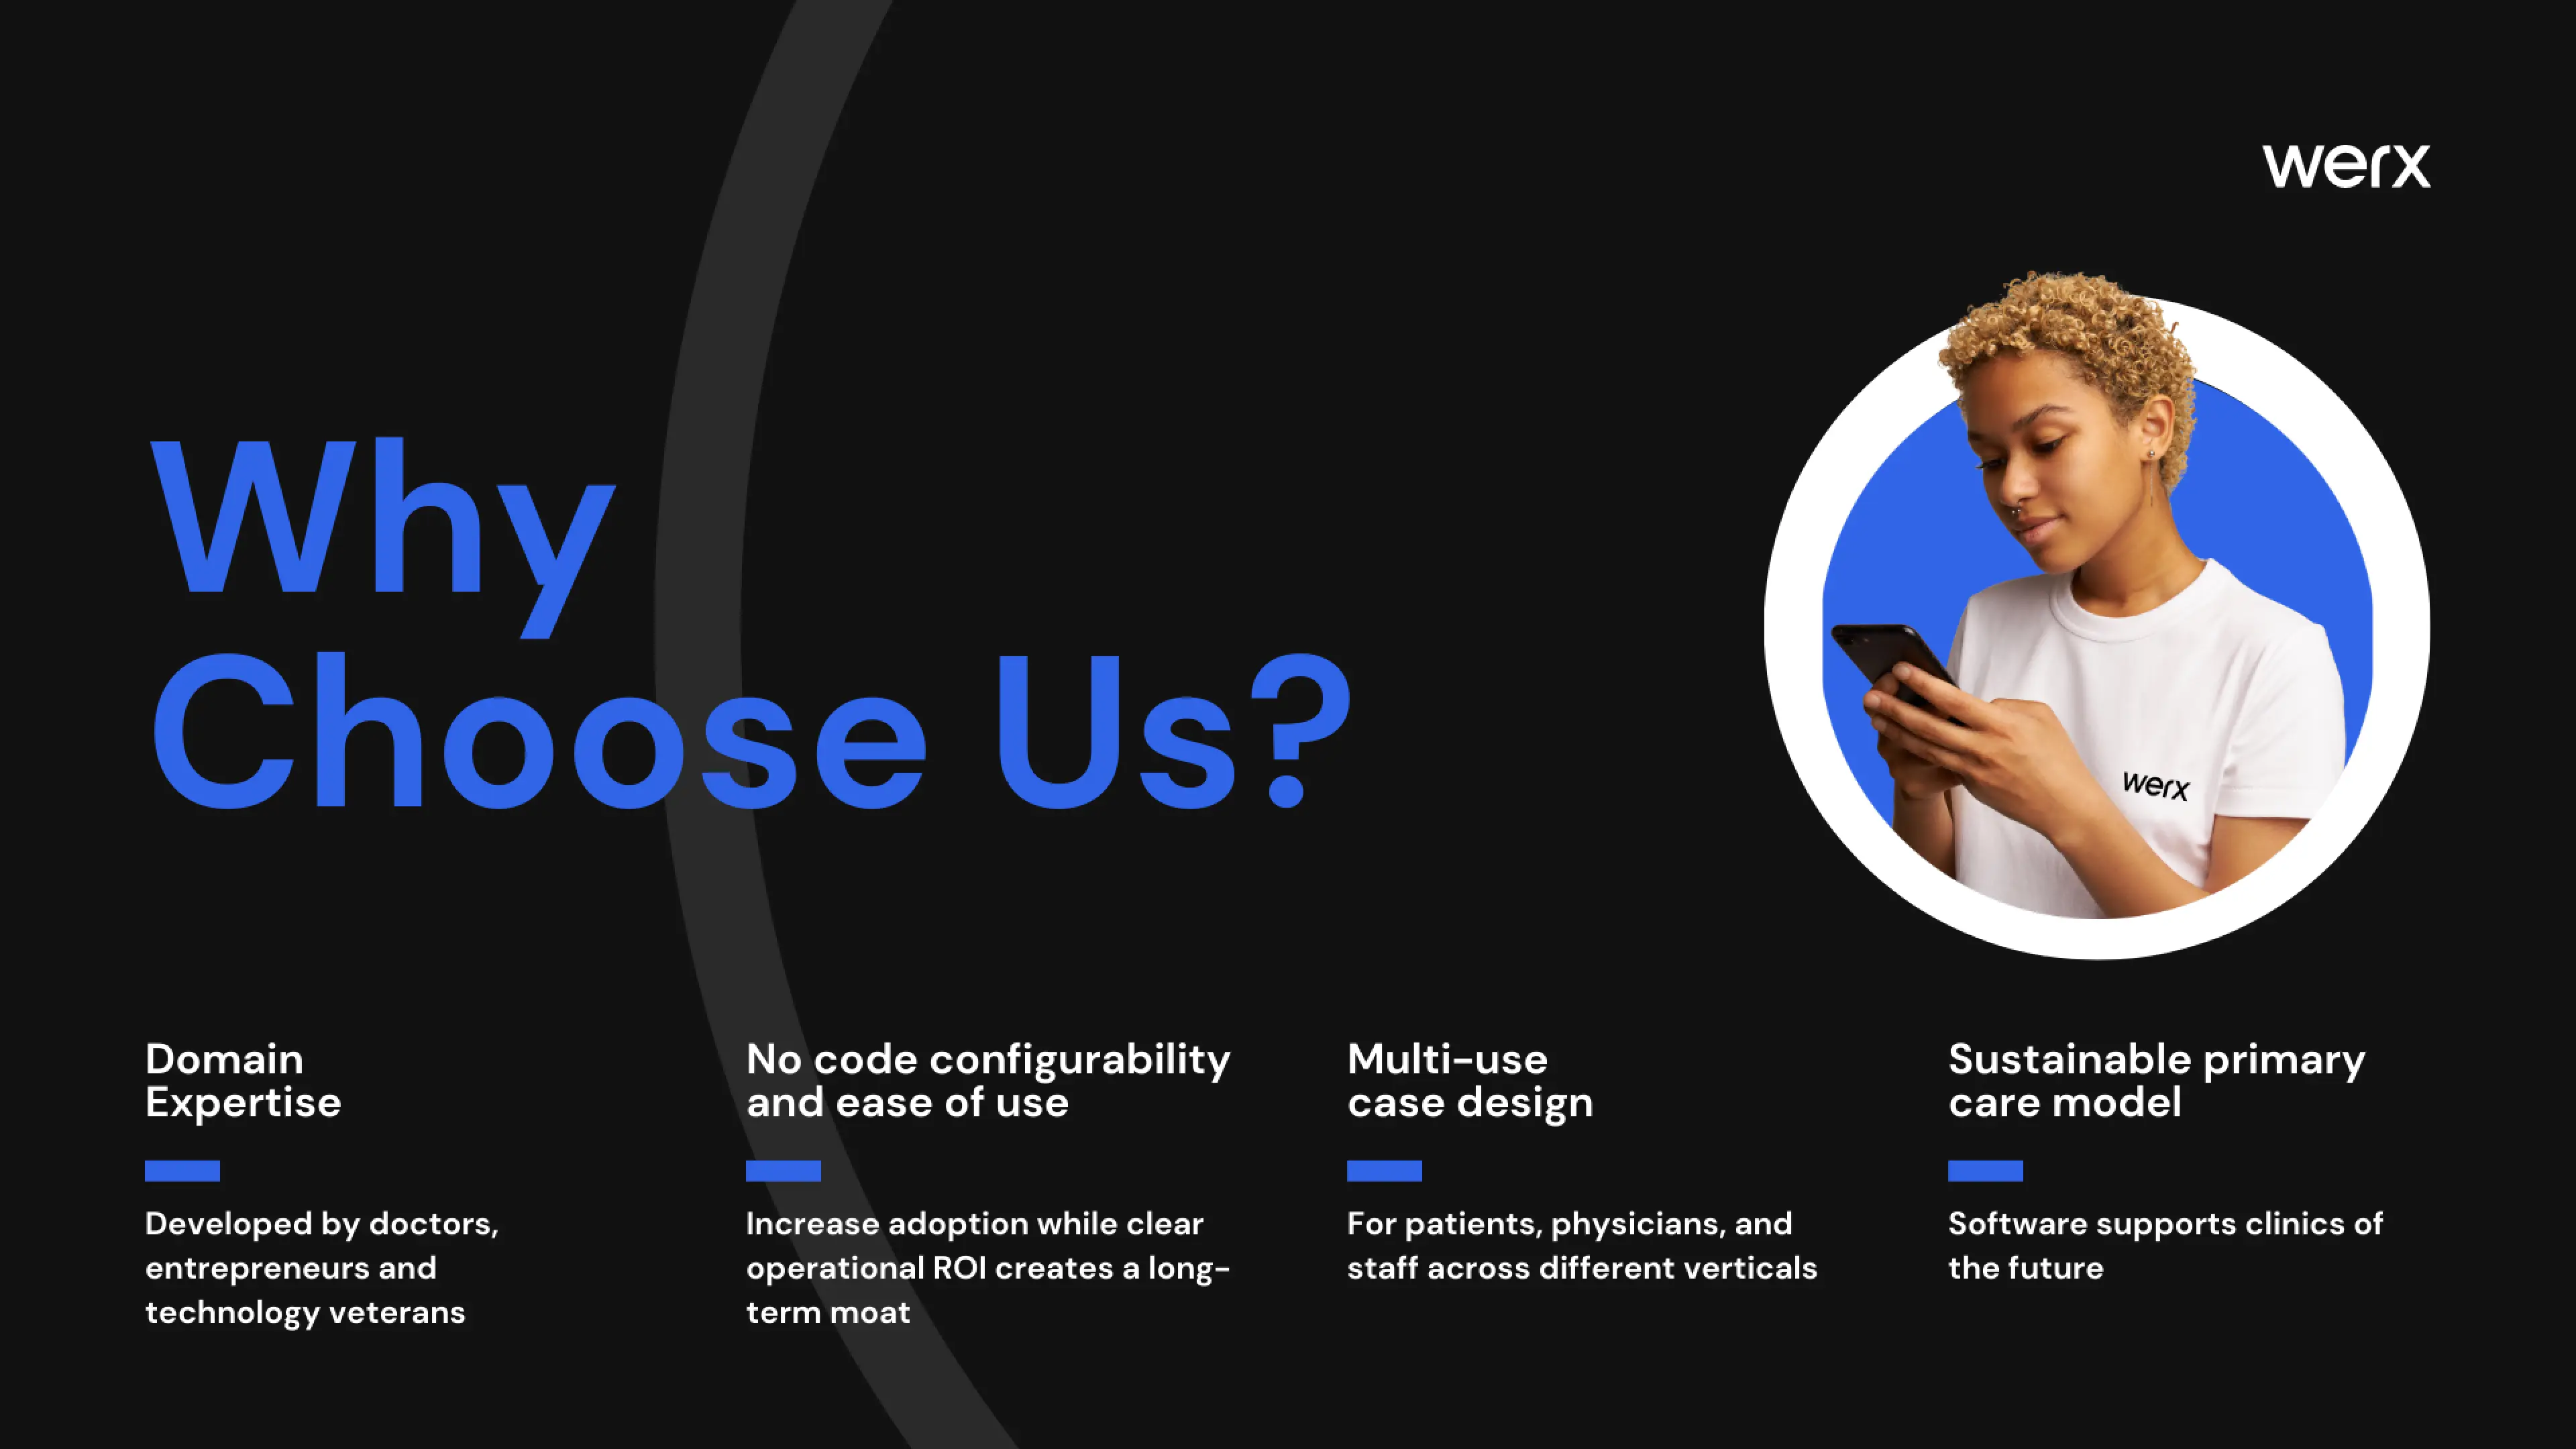 werx
Why
Choose Us?
werx
Domain
Expertise
Developed by doctors,
entrepreneurs and
technology veterans
No code configurability
and ease of use
Increase adoption while clear
operational ROI creates a long-
term moat
Multi-use
case design
For patients, physicians, and
staff across different verticals
Sustainable primary
care model
Software supports clinics of
the future